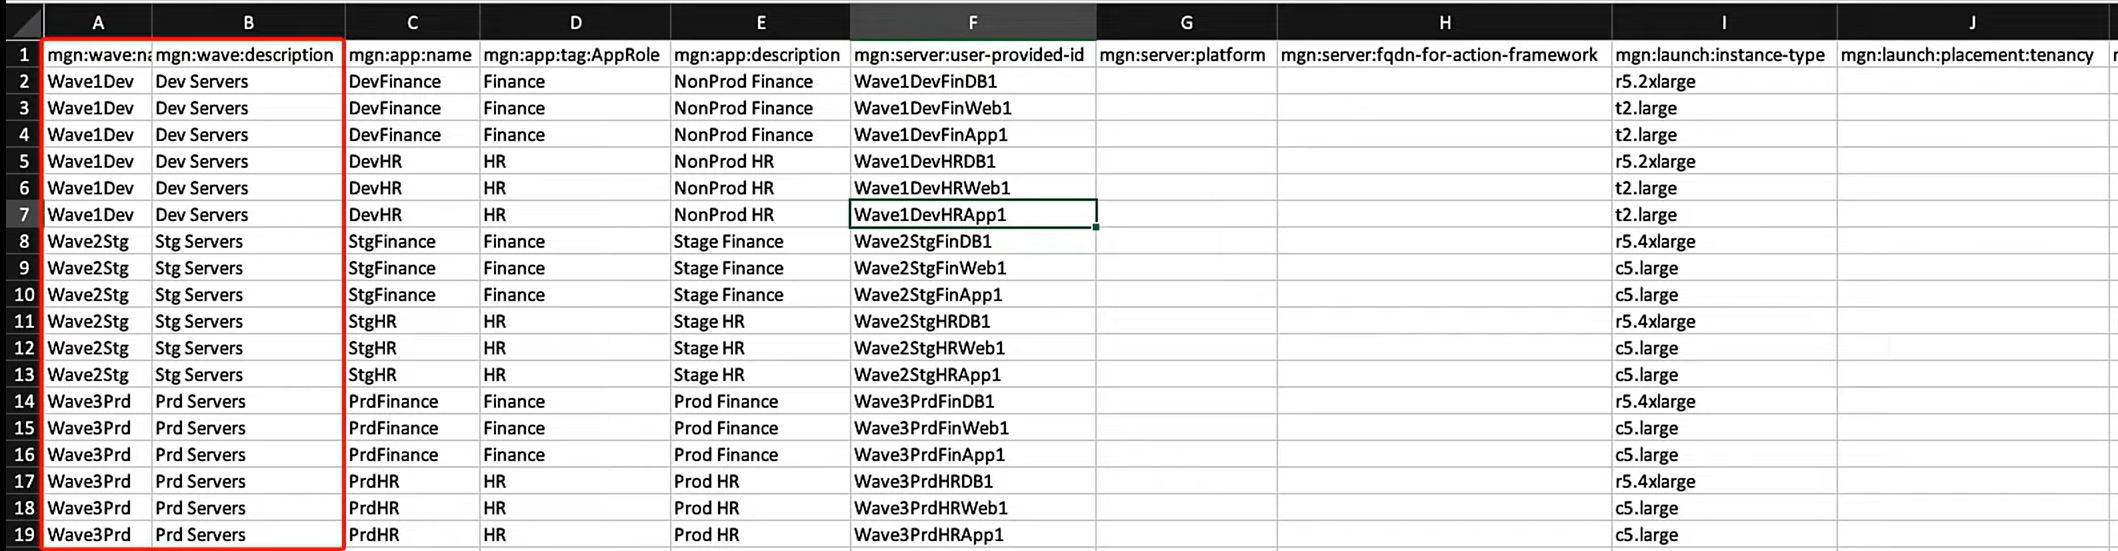 A B C D E F G H I J
1 mgn:wave:na mgn:wave:description mgn:app:name mgn:app:tag:AppRole mgn:app:description mgn:server:user-provided-id mgn:server:platform mgn:server:fqdn-for-action-framework mgn:launch:instance-type mgn:launch:placement:tenancy
2 Wave1Dev Dev Servers DevFinance Finance NonProd Finance Wave1DevFinDB1 r5.2xlarge
3 Wave1Dev Dev Servers DevFinance Finance NonProd Finance Wave1DevFinWeb1 t2.large
4 Wave1Dev Dev Servers DevFinance Finance NonProd Finance Wave1DevFinApp1 t2.large
5 Wave1Dev Dev Servers DevHR HR NonProd HR Wave1DevHRDB1 r5.2xlarge
6 Wave1Dev Dev Servers DevHR HR NonProd HR Wave1DevHRWeb1 t2.large
7 Wave1Dev Dev Servers DevHR HR NonProd HR Wave1DevHRApp1 t2.large
8 Wave2Stg Stg Servers StgFinance Finance Stage Finance Wave2StgFinDB1 r5.4xlarge
9 Wave2Stg Stg Servers StgFinance Finance Stage Finance Wave2StgFinWeb1 c5.large
10 Wave2Stg Stg Servers StgFinance Finance Stage Finance Wave2StgFinApp1 c5.large
11 Wave2Stg Stg Servers StgHR HR Stage HR Wave2StgHRDB1 r5.4xlarge
12 Wave2Stg Stg Servers StgHR HR Stage HR Wave2StgHRWeb1 c5.large
13 Wave2Stg Stg Servers StgHR HR Stage HR Wave2StgHRApp1 c5.large
14 Wave3Prd Prd Servers PrdFinance Finance Prod Finance Wave3PrdFinDB1 r5.4xlarge
15 Wave3Prd Prd Servers PrdFinance Finance Prod Finance Wave3PrdFinWeb1 c5.large
16 Wave3Prd Prd Servers PrdFinance Finance Prod Finance Wave3PrdFinApp1 c5.large
17 Wave3Prd Prd Servers PrdHR HR Prod HR Wave3PrdHRDB1 r5.4xlarge
18 Wave3Prd Prd Servers PrdHR HR Prod HR Wave3PrdHRWeb1 c5.large
19 Wave3Prd Prd Servers PrdHR HR Prod HR Wave3PrdHRApp1 c5.large